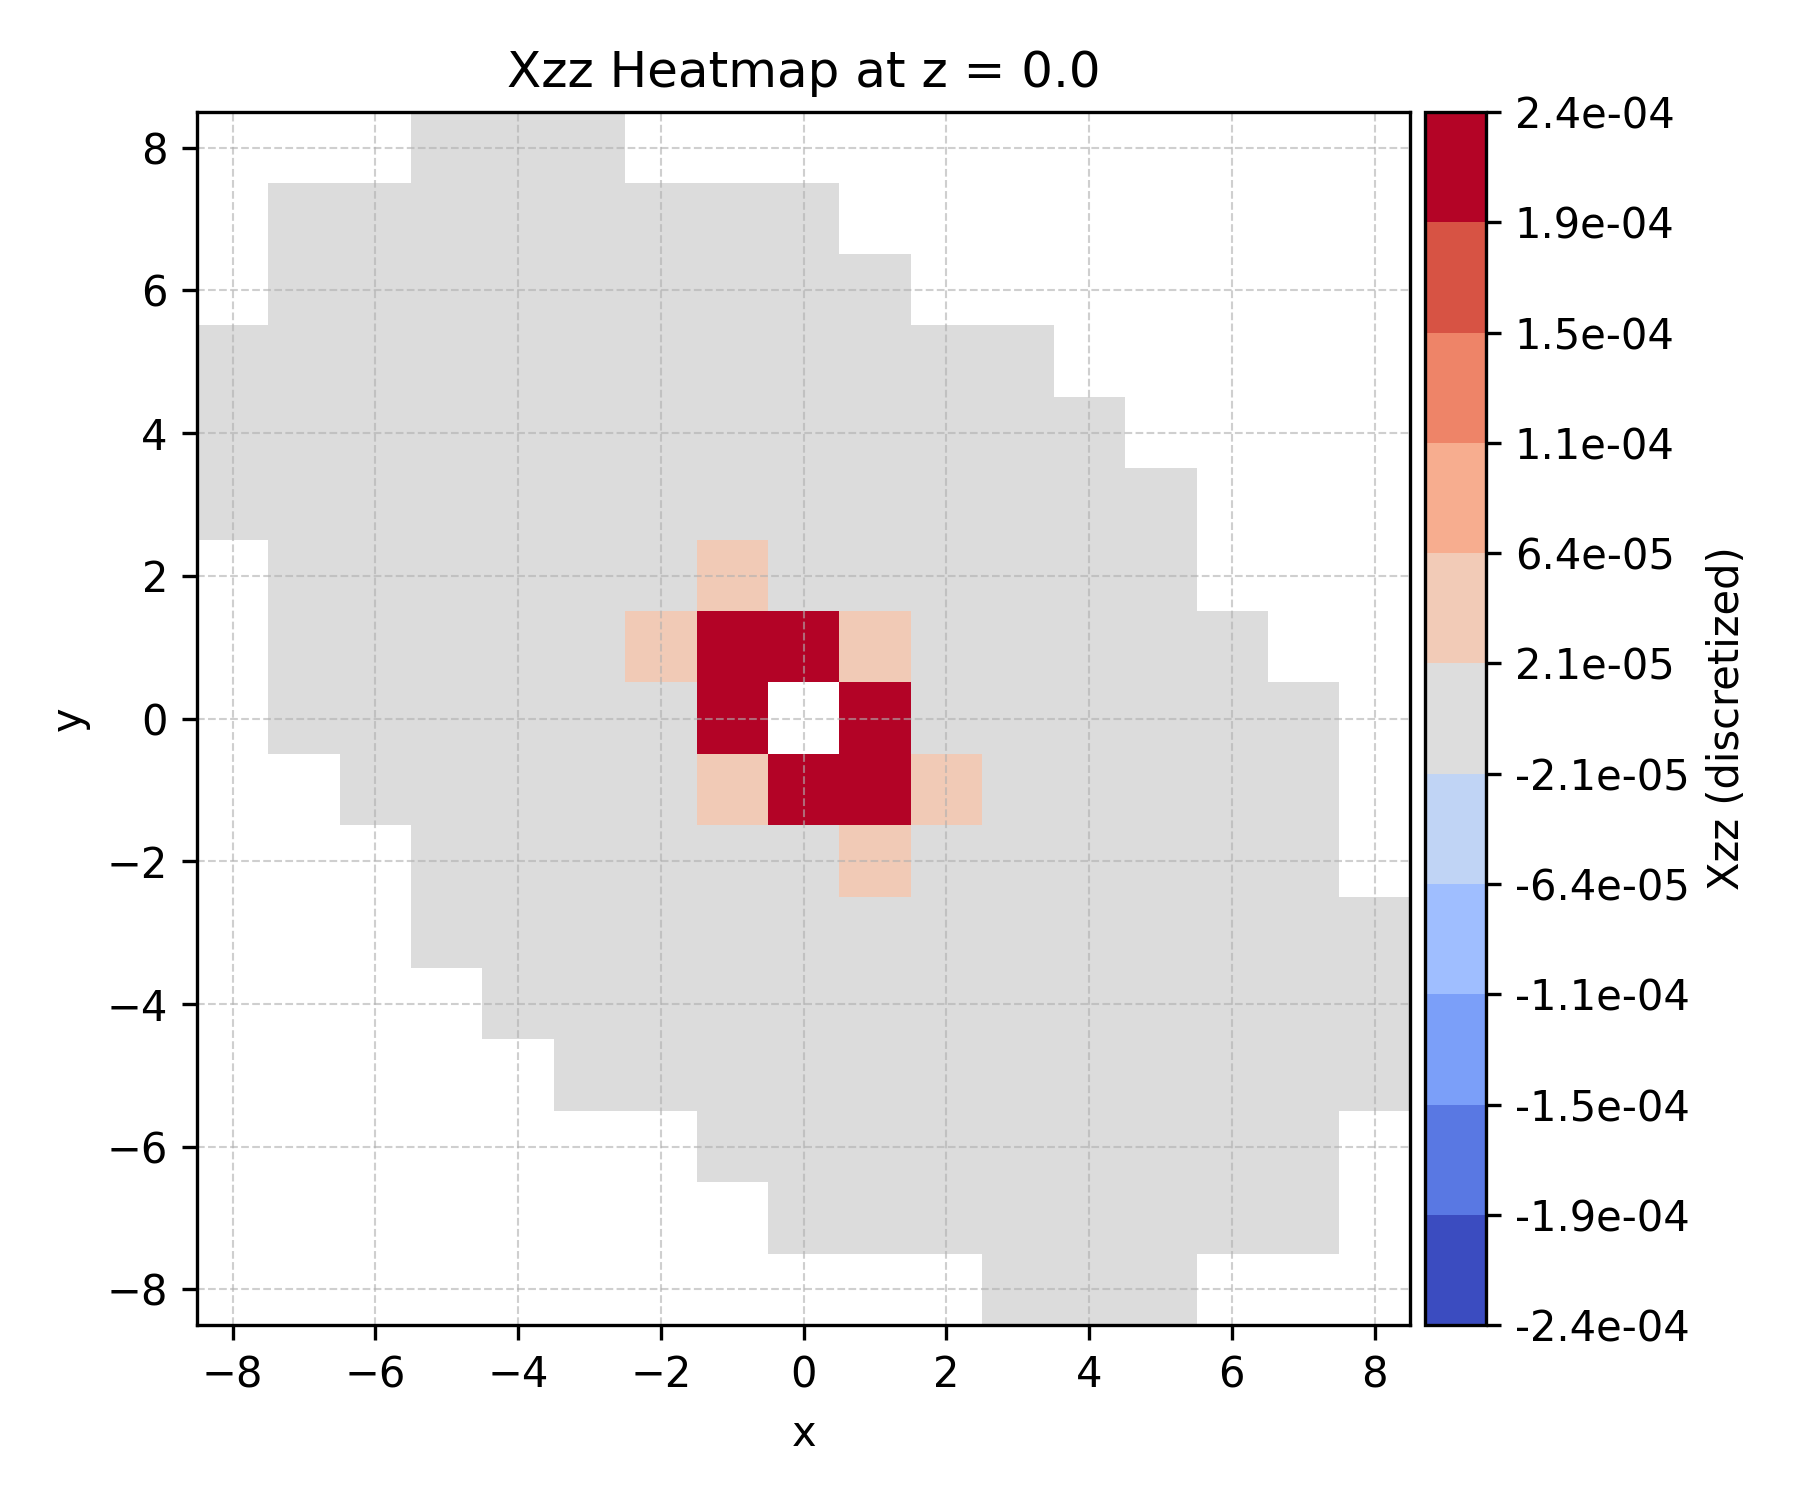 Xzz Heatmap at z = 0.0
8
6
4
2
0
−2
−4
−6
−8
y
−8 −6 −4 −2 0 2 4 6 8
x
2.4e-04
1.9e-04
1.5e-04
1.1e-04
6.4e-05
2.1e-05
-2.1e-05
-6.4e-05
-1.1e-04
-1.5e-04
-1.9e-04
-2.4e-04
Xzz (discretized)